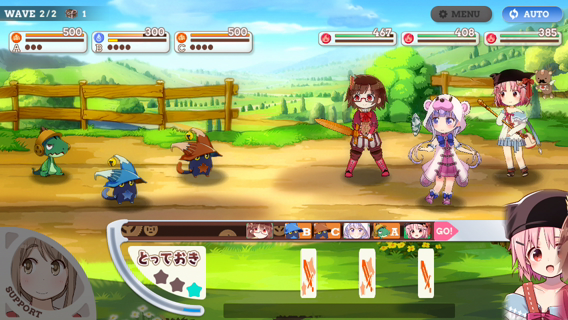 WAVE 2/2 1
MENU
AUTO
500
300
500
467
408
385
A
B
C
B
C
A
GO!
とっておき
SUPPORT